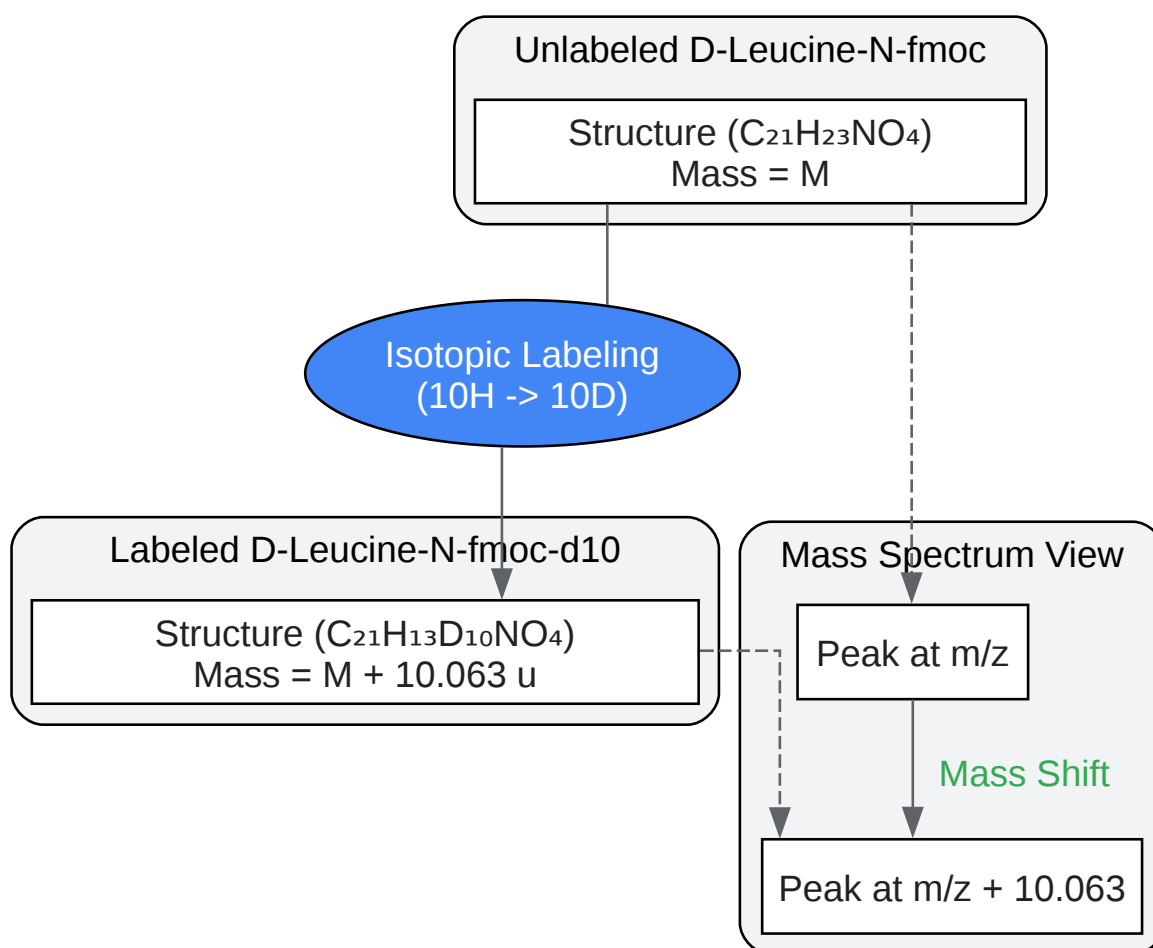 Unlabeled D-Leucine-N-fmoc
Structure (C₂₁H₂₃NO₄)
Mass = M
Isotopic Labeling
(10H -> 10D)
Labeled D-Leucine-N-fmoc-d10
Structure (C₂₁H₁₃D₁₀NO₄)
Mass = M + 10.063 u
Mass Spectrum View
Peak at m/z
Mass Shift
Peak at m/z + 10.063